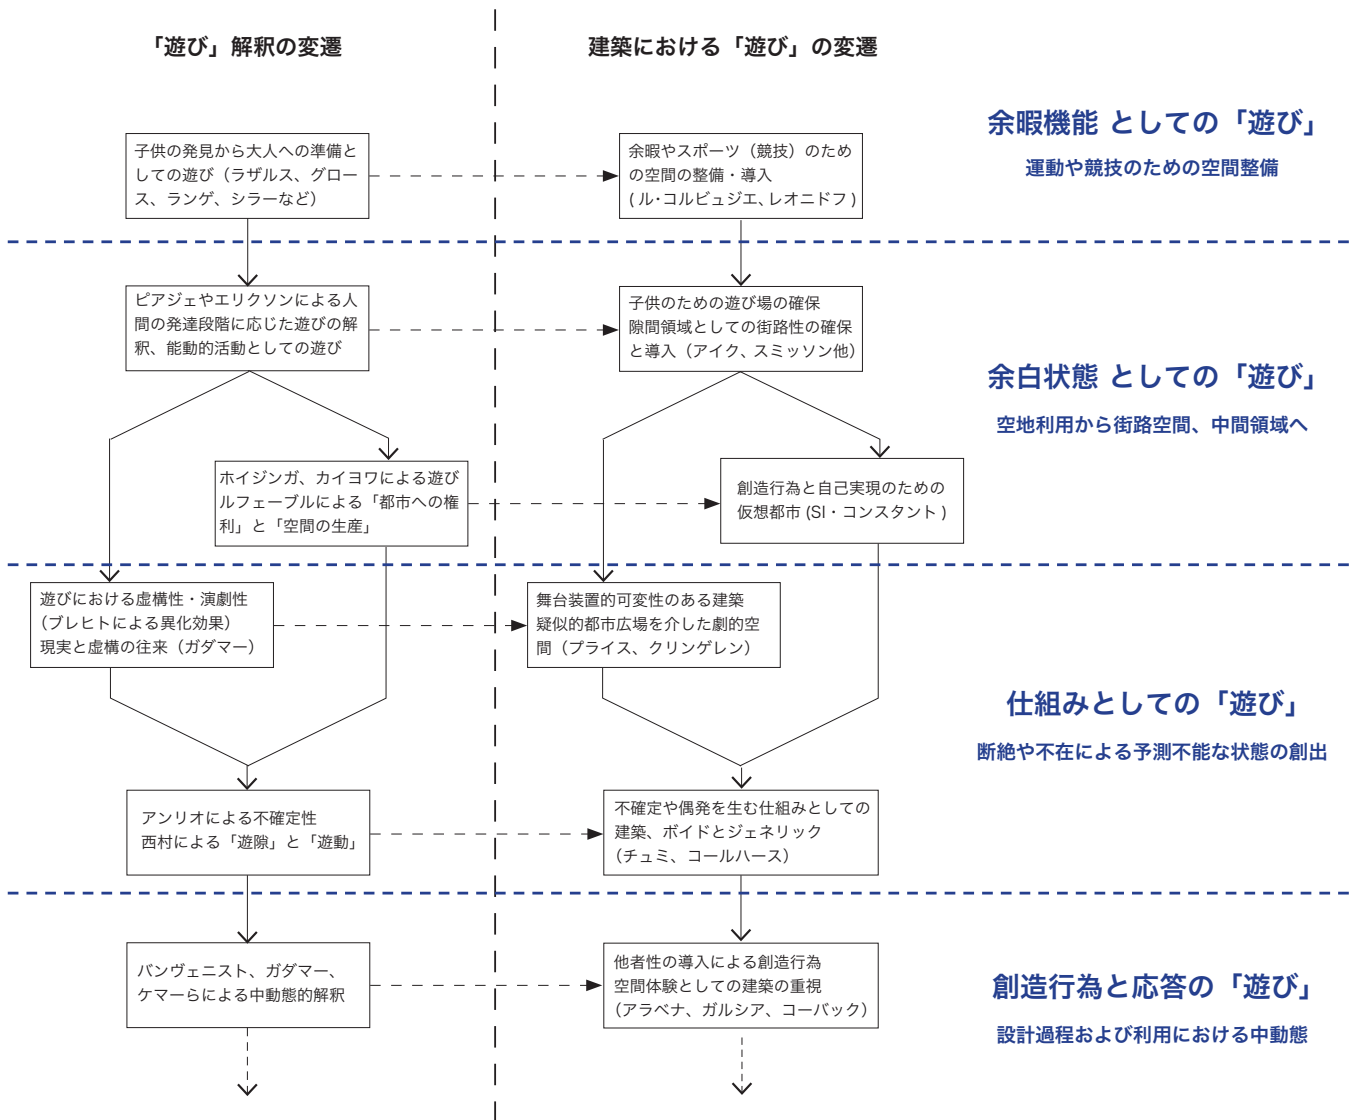 「遊び」解釈の変遷
建築における「遊び」の変遷
余暇機能 としての「遊び」
運動や競技のための空間整備
子供の発見から大人への準備と
しての遊び（ラザルス、グロー
ス、ランゲ、シラーなど）
余暇やスポーツ（競技）のため
の空間の整備・導入
( ル・コルビュジエ、レオニドフ )
ピアジェやエリクソンによる人
間の発達段階に応じた遊びの解
釈、能動的活動としての遊び
子供のための遊び場の確保
隙間領域としての街路性の確保
と導入（アイク、スミッソン他）
余白状態 としての「遊び」
空地利用から街路空間、中間領域へ
ホイジンガ、カイヨワによる遊び
ルフェーブルによる「都市への権
利」と「空間の生産」
創造行為と自己実現のための
仮想都市 (SI・コンスタント )
遊びにおける虚構性・演劇性
（ブレヒトによる異化効果）
現実と虚構の往来（ガダマー）
舞台装置的可変性のある建築
疑似的都市広場を介した劇的空
間（プライス、クリンゲレン）
仕組みとしての「遊び」
断絶や不在による予測不能な状態の創出
アンリオによる不確定性
西村による「遊隙」と「遊動」
不確定や偶発を生む仕組みとしての
建築、ボイドとジェネリック
（チュミ、コールハース）
バンヴェニスト、ガダマー、
ケマーらによる中動態的解釈
他者性の導入による創造行為
空間体験としての建築の重視
（アラベナ、ガルシア、コーバック）
創造行為と応答の「遊び」
設計過程および利用における中動態